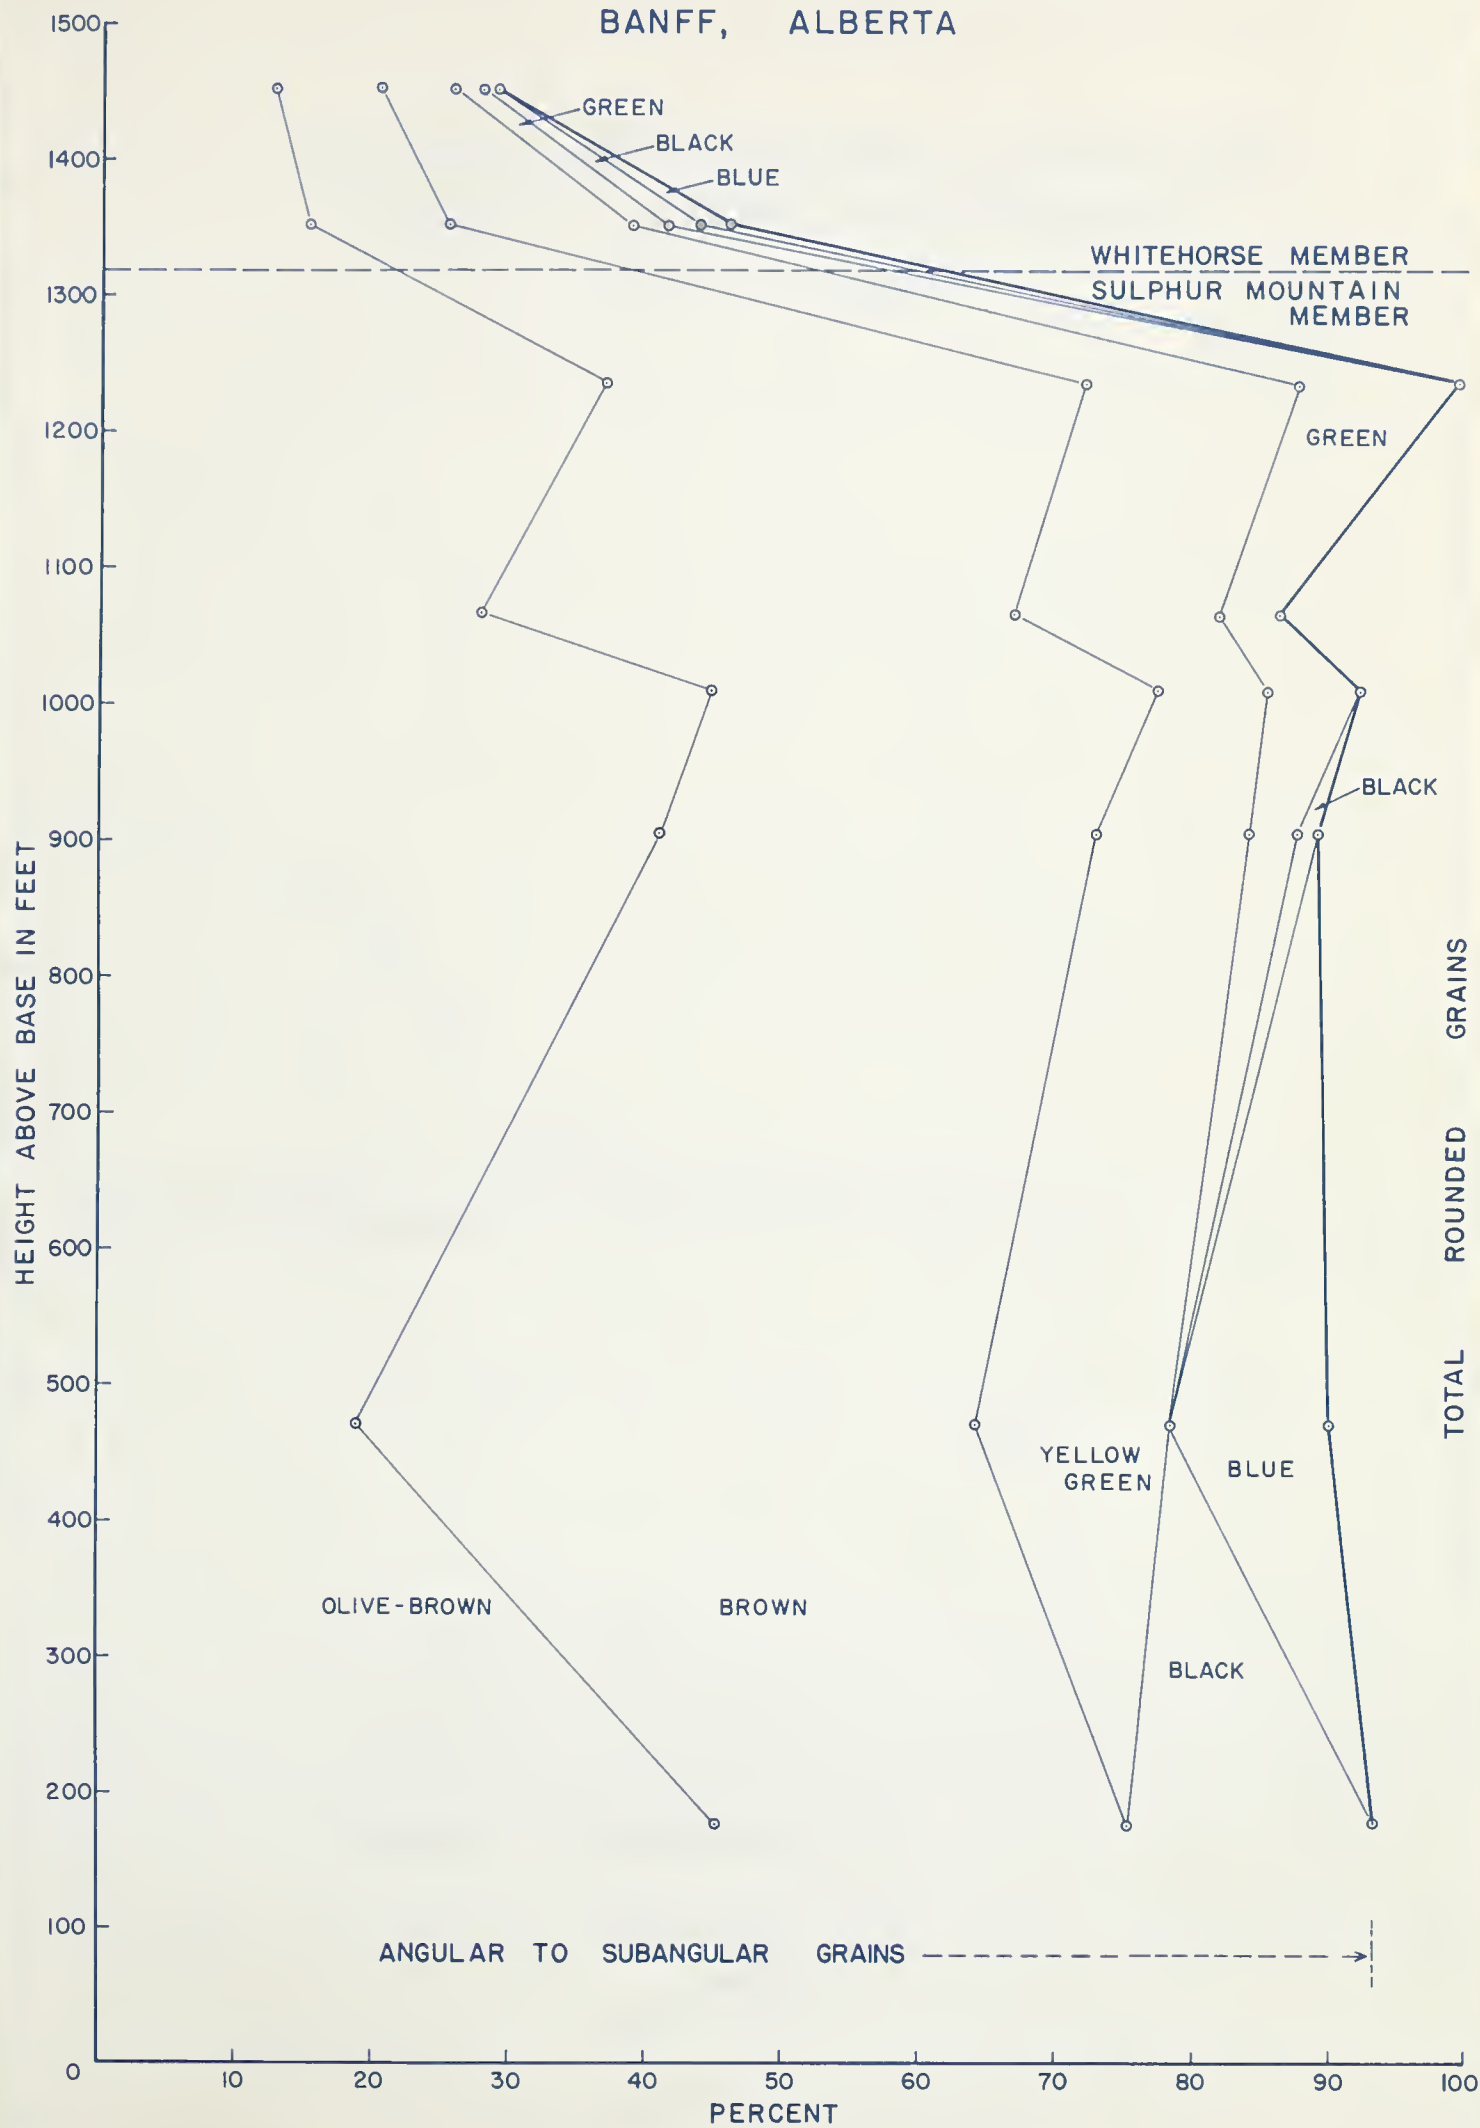 BANFF, ALBERTA
1500
GREEN
BLACK
1400
BLUE
WHITEHORSE MEMBER
1300
SULPHUR MOUNTAIN
MEMBER
1200
GREEN
1100
1000
BLACK
900
HEIGHT ABOVE BASE IN FEET
TOTAL ROUNDED GRAINS
800
700
600
500
YELLOW
GREEN
BLUE
400
OLIVE-BROWN
BROWN
300
BLACK
200
100
ANGULAR TO SUBANGULAR GRAINS
0
10 20 30 40 50 60 70 80 90 100
PERCENT